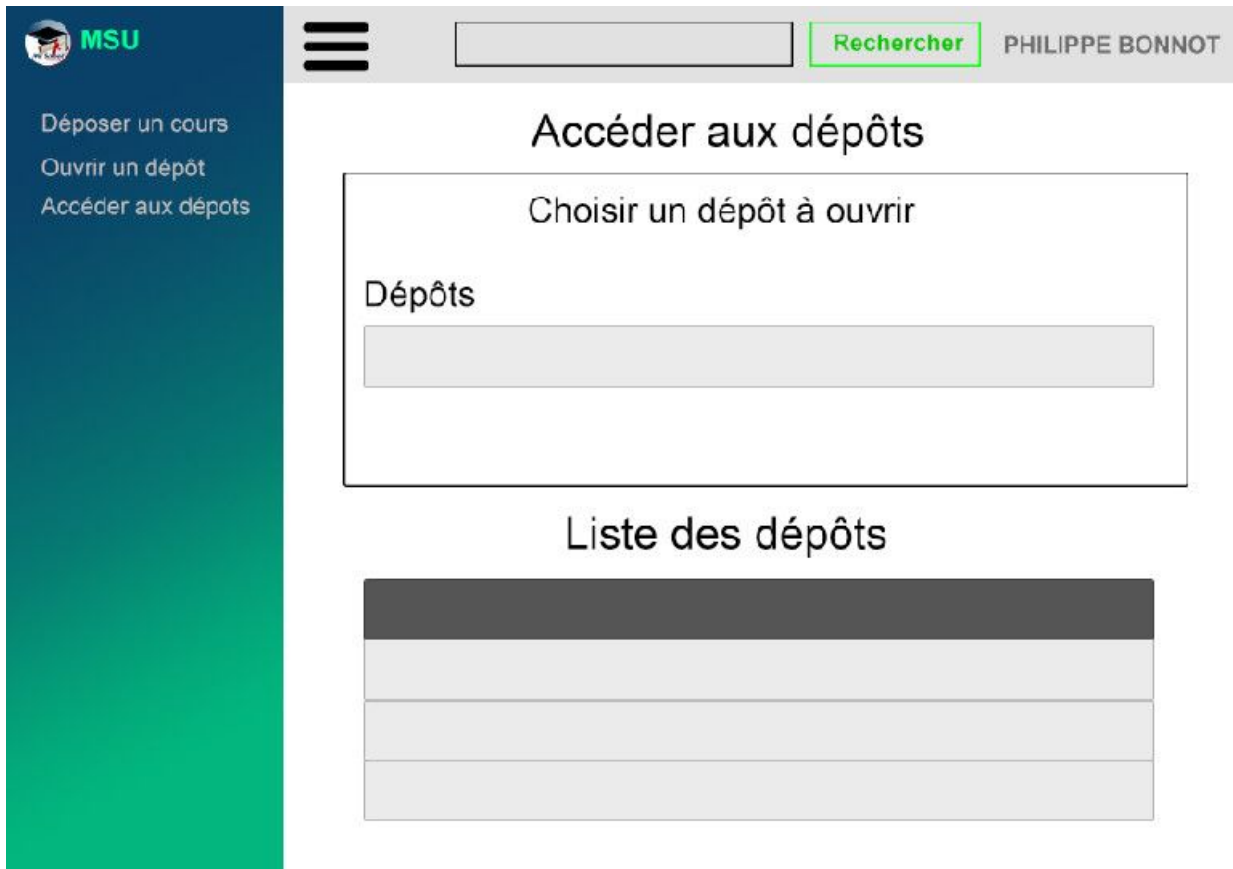 MSU
Rechercher
PHILIPPE BONNOT
Déposer un cours
Ouvrir un dépôt
Accéder aux dépots
Accéder aux dépôts
Choisir un dépôt à ouvrir
Dépôts
Liste des dépôts